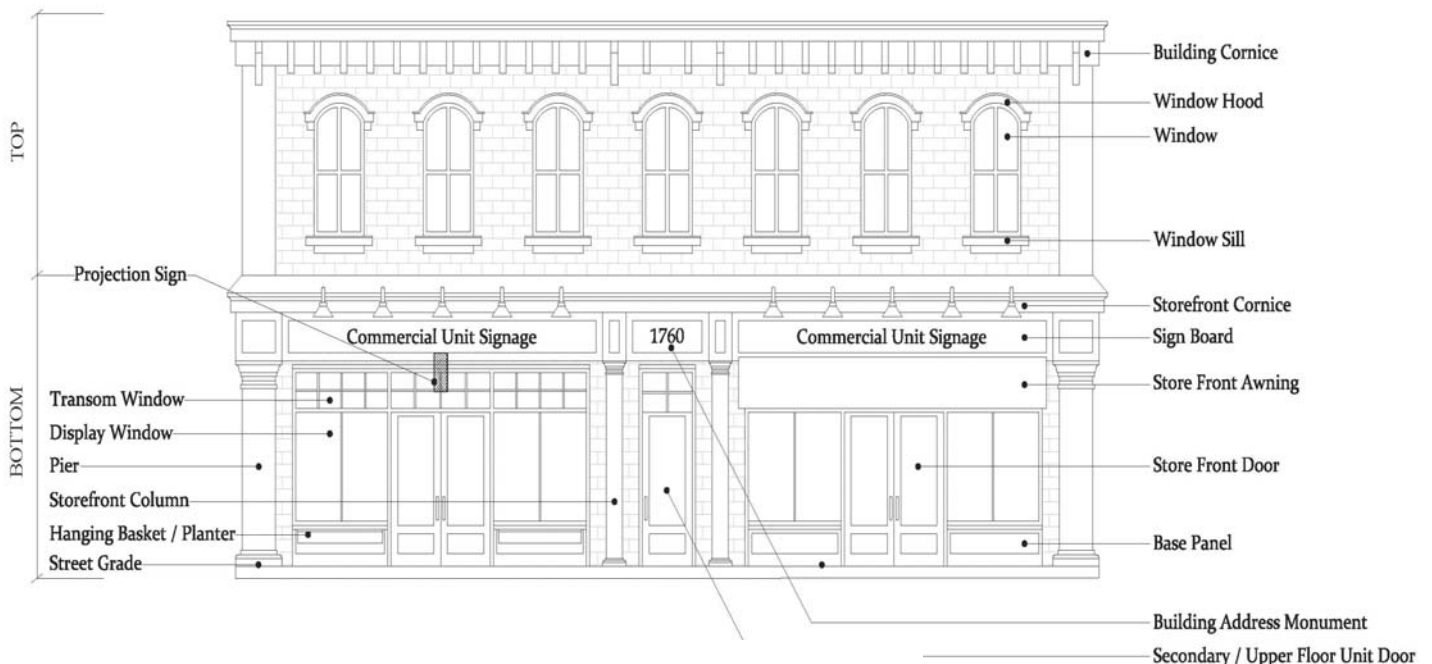 TOP
BOTTOM
Building Cornice
Window Hood
Window
Window Sill
Projection Sign
Storefront Cornice
Commercial Unit Signage
1760
Commercial Unit Signage
Sign Board
Store Front Awning
Transom Window
Display Window
Pier
Store Front Door
Storefront Column
Hanging Basket / Planter
Base Panel
Street Grade
Building Address Monument
Secondary / Upper Floor Unit Door